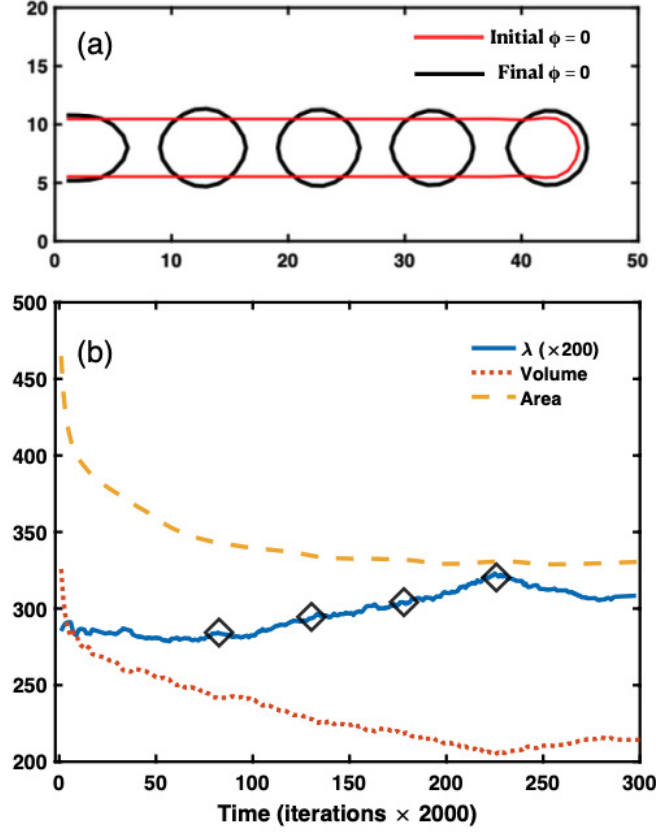 20
(a)
Initial ϕ = 0
15
Final ϕ = 0
10
5
0
0 10 20 30 40 50
500
(b)
λ (×200)
450
Volume
Area
400
350
300
250
200
0 50 100 150 200 250 300
Time (iterations × 2000)